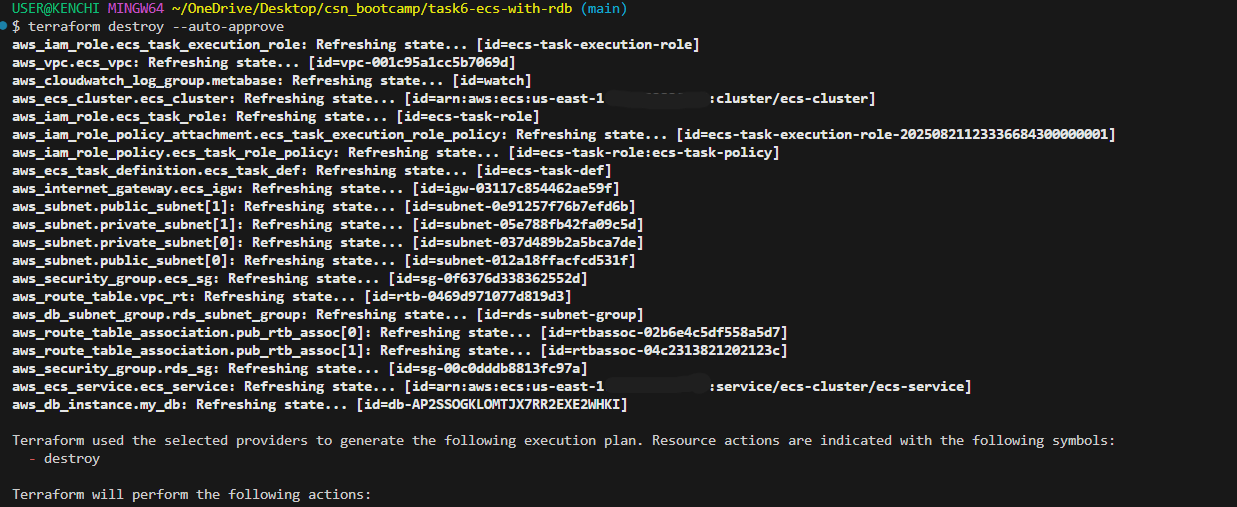 USER@KENCHI MINGW64 ~/OneDrive/Desktop/csn_bootcamp/task6-ecs-with-rdb (main)
$ terraform destroy --auto-approve
aws_iam_role.ecs_task_execution_role: Refreshing state... [id=ecs-task-execution-role]
aws_vpc.ecs_vpc: Refreshing state... [id=vpc-001c95a1cc5b7069d]
aws_cloudwatch_log_group.metabase: Refreshing state... [id=watch]
aws_ecs_cluster.ecs_cluster: Refreshing state... [id=arn:aws:ecs:us-east-1 :cluster/ecs-cluster]
aws_iam_role.ecs_task_role: Refreshing state... [id=ecs-task-role]
aws_iam_role_policy_attachment.ecs_task_execution_role_policy: Refreshing state... [id=ecs-task-execution-role-20250821123336684300000001]
aws_iam_role_policy.ecs_task_role_policy: Refreshing state... [id=ecs-task-role:ecs-task-policy]
aws_ecs_task_definition.ecs_task_def: Refreshing state... [id=ecs-task-def]
aws_internet_gateway.ecs_igw: Refreshing state... [id=igw-03117c854462ae59f]
aws_subnet.public_subnet[1]: Refreshing state... [id=subnet-0e91257f76b7efd6b]
aws_subnet.private_subnet[1]: Refreshing state... [id=subnet-05e788fb42fa09c5d]
aws_subnet.private_subnet[0]: Refreshing state... [id=subnet-037d489b2a5bca7de]
aws_subnet.public_subnet[0]: Refreshing state... [id=subnet-012a18ffacfcd531f]
aws_security_group.ecs_sg: Refreshing state... [id=sg-0f6376d338362552d]
aws_route_table.vpc_rt: Refreshing state... [id=rtb-0469d971077d819d3]
aws_db_subnet_group.rds_subnet_group: Refreshing state... [id=rds-subnet-group]
aws_route_table_association.pub_rtb_assoc[0]: Refreshing state... [id=rtbassoc-02b6e4c5df558a5d7]
aws_route_table_association.pub_rtb_assoc[1]: Refreshing state... [id=rtbassoc-04c2313821202123c]
aws_security_group.rds_sg: Refreshing state... [id=sg-00c0dddb8813fc97a]
aws_ecs_service.ecs_service: Refreshing state... [id=arn:aws:ecs:us-east-1 :service/ecs-cluster/ecs-service]
aws_db_instance.my_db: Refreshing state... [id=db-AP2SSOGKLOMTJX7RR2EXE2WHKI]
Terraform used the selected providers to generate the following execution plan. Resource actions are indicated with the following symbols:
- destroy
Terraform will perform the following actions: